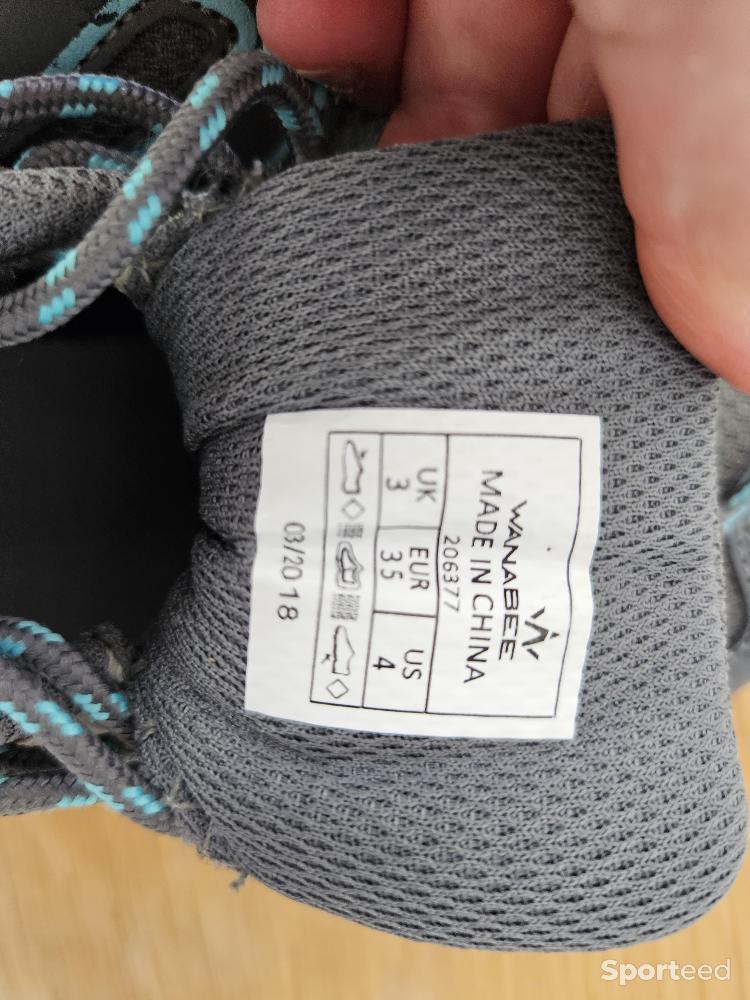 WANABEE
MADE IN CHINA
206377
UK EUR US
3 35 4
03/2018
Sporteed